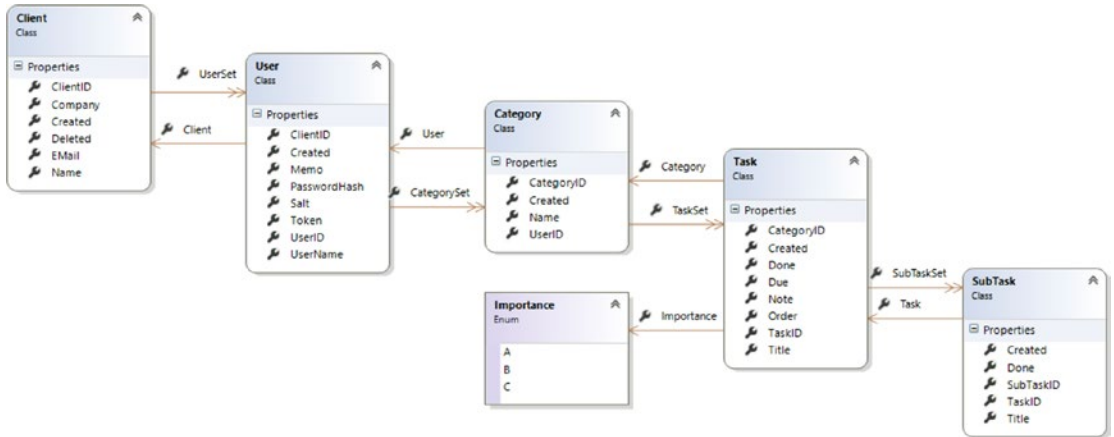 Client
Class
Properties
ClientID
Company
Created
Deleted
EMail
Name
UserSet
Client
User
Class
Properties
ClientID
Created
Memo
PasswordHash
Salt
Token
UserID
UserName
User
CategorySet
Category
Class
Properties
CategoryID
Created
Name
UserID
Category
TaskSet
Importance
Enum
A
B
C
Importance
Task
Class
Properties
CategoryID
Created
Done
Due
Note
Order
TaskID
Title
SubTaskSet
Task
SubTask
Class
Properties
Created
Done
SubTaskID
TaskID
Title